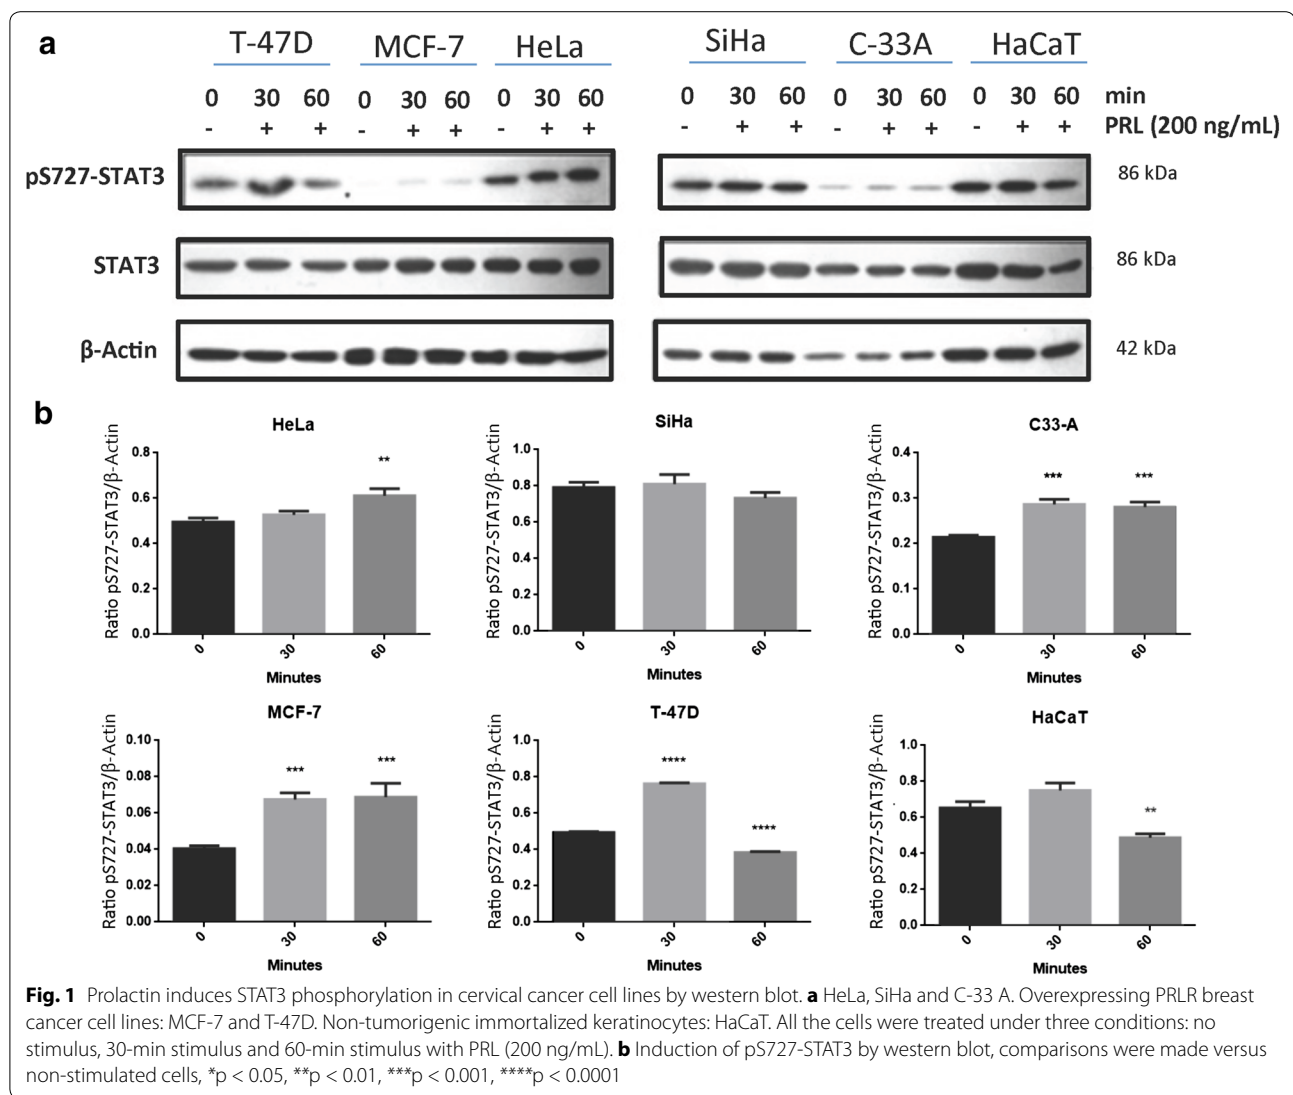 a
T-47D MCF-7 HeLa SiHa C-33A HaCaT
0 30 60 0 30 60 0 30 60 0 30 60 0 30 60 0 30 60 min
- + + - + + - + + - + + - + + - + + PRL (200 ng/mL)
pS727-STAT3 86 kDa
STAT3 86 kDa
β-Actin 42 kDa
b
HeLa
Ratio pS727-STAT3/β-Actin
0.8
0.6
0.4
0.2
0.0
**
0 30 60
Minutes
SiHa
Ratio pS727-STAT3/β-Actin
1.0
0.8
0.6
0.4
0.2
0.0
0 30 60
Minutes
C33-A
Ratio pS727-STAT3/β-Actin
0.4
0.3
0.2
0.1
0.0
*** ***
0 30 60
Minutes
MCF-7
Ratio pS727-STAT3/β-Actin
0.10
0.08
0.06
0.04
0.02
0.00
*** ***
0 30 60
Minutes
T-47D
Ratio pS727-STAT3/β-Actin
1.0
0.8
0.6
0.4
0.2
0.0
**** ****
0 30 60
Minutes
HaCaT
Ratio pS727-STAT3/β-Actin
1.0
0.8
0.6
0.4
0.2
0.0
**
0 30 60
Minutes
Fig. 1 Prolactin induces STAT3 phosphorylation in cervical cancer cell lines by western blot. a HeLa, SiHa and C-33 A. Overexpressing PRLR breast
cancer cell lines: MCF-7 and T-47D. Non-tumorigenic immortalized keratinocytes: HaCaT. All the cells were treated under three conditions: no
stimulus, 30-min stimulus and 60-min stimulus with PRL (200 ng/mL). b Induction of pS727-STAT3 by western blot, comparisons were made versus
non-stimulated cells, *p < 0.05, **p < 0.01, ***p < 0.001, ****p < 0.0001